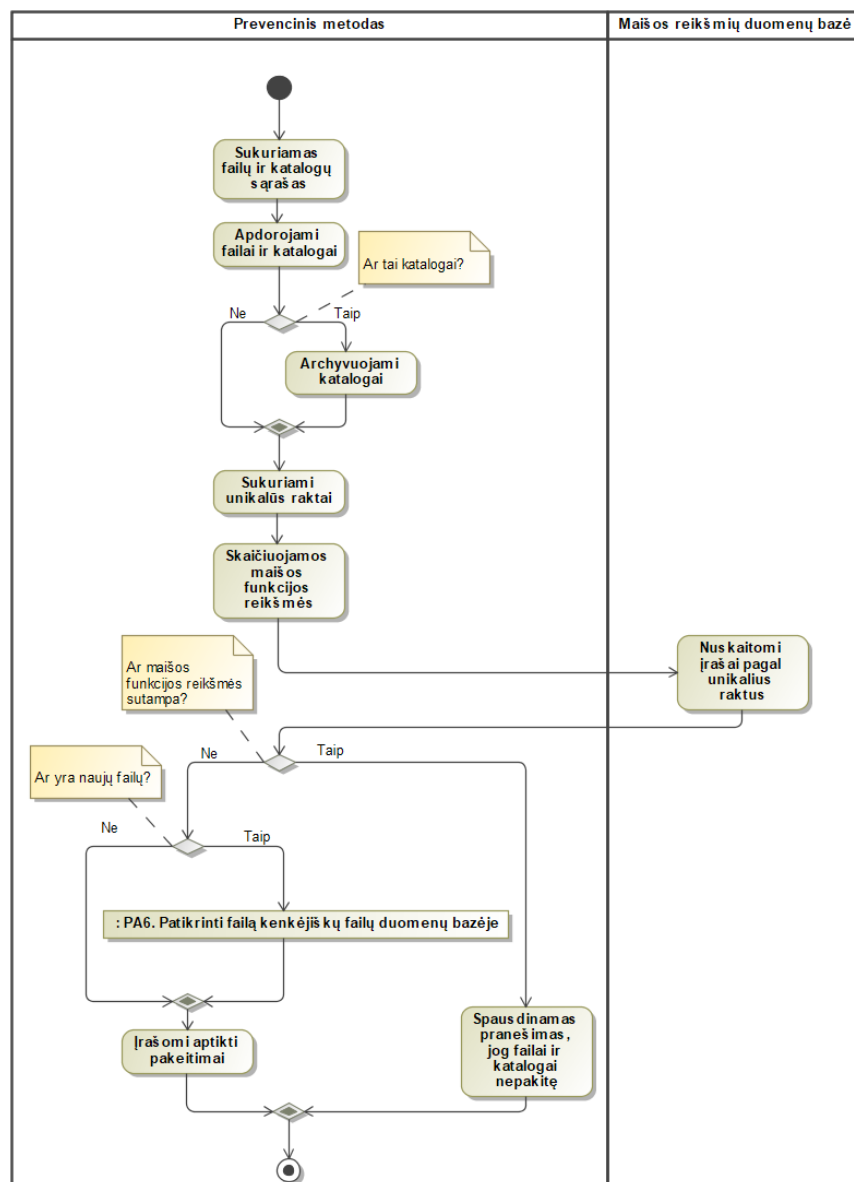 Prevencinis metodas
Maišos reikšmių duomenų bazė
Sukuriamas
failų ir katalogų
sąrašas
Apdorojami
failai ir katalogai
Ar tai katalogai?
Ne
Taip
Archyvuojami
katalogai
Sukuriami
unikalūs raktai
Skaičiuojamos
maišos
funkcijos
reikšmės
Nuskaitomi
įrašai pagal
unikalius
raktus
Ar maišos
funkcijos reikšmės
sutampa?
Ne
Taip
Ar yra naujų failų?
Ne
Taip
: PA6. Patikrinti failą kenkėjiškų failų duomenų bazėje
Įrašomi aptikti
pakeitimai
Spausdinamas
pranešimas,
jog failai ir
katalogai
nepakitę